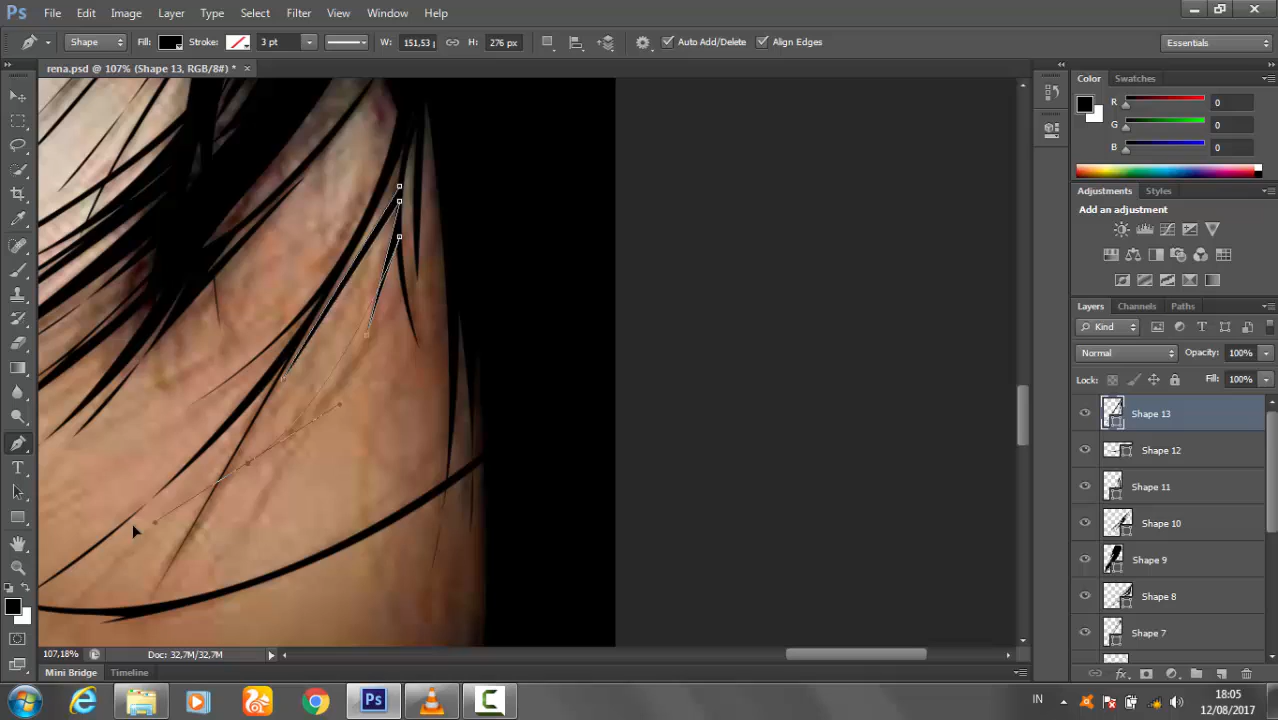 Ps File Edit Image Layer Type Select Filter View Window Help
Shape Fill: Stroke: 3 pt W: 151,53 H: 276 px Auto Add/Delete Align Edges Essentials
rena.psd @ 107% (Shape 13, RGB/8#) * ×
Color Swatches
R 0
G 0
B 0
Adjustments Styles
Add an adjustment
Layers Channels Paths
Kind
Normal Opacity: 100%
Lock: Fill: 100%
Shape 13
Shape 12
Shape 11
Shape 10
Shape 9
Shape 8
Shape 7
107,18% Doc: 32,7M/32,7M
Mini Bridge Timeline
Ps IN 18:05
12/08/2017